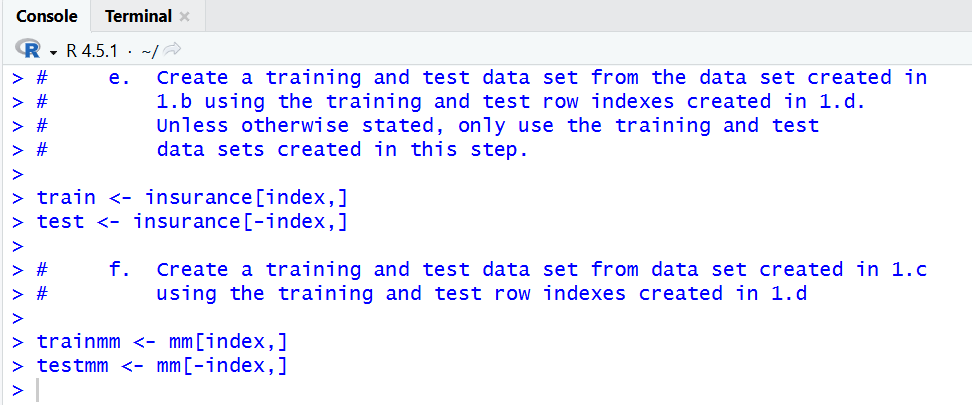 Console Terminal ×
R R 4.5.1 · ~/
> #     e.  Create a training and test data set from the data set created in
> #         1.b using the training and test row indexes created in 1.d.
> #         Unless otherwise stated, only use the training and test
> #         data sets created in this step.
>
> train <- insurance[index,]
> test <- insurance[-index,]
>
> #     f.  Create a training and test data set from data set created in 1.c
> #         using the training and test row indexes created in 1.d
>
> trainmm <- mm[index,]
> testmm <- mm[-index,]
>